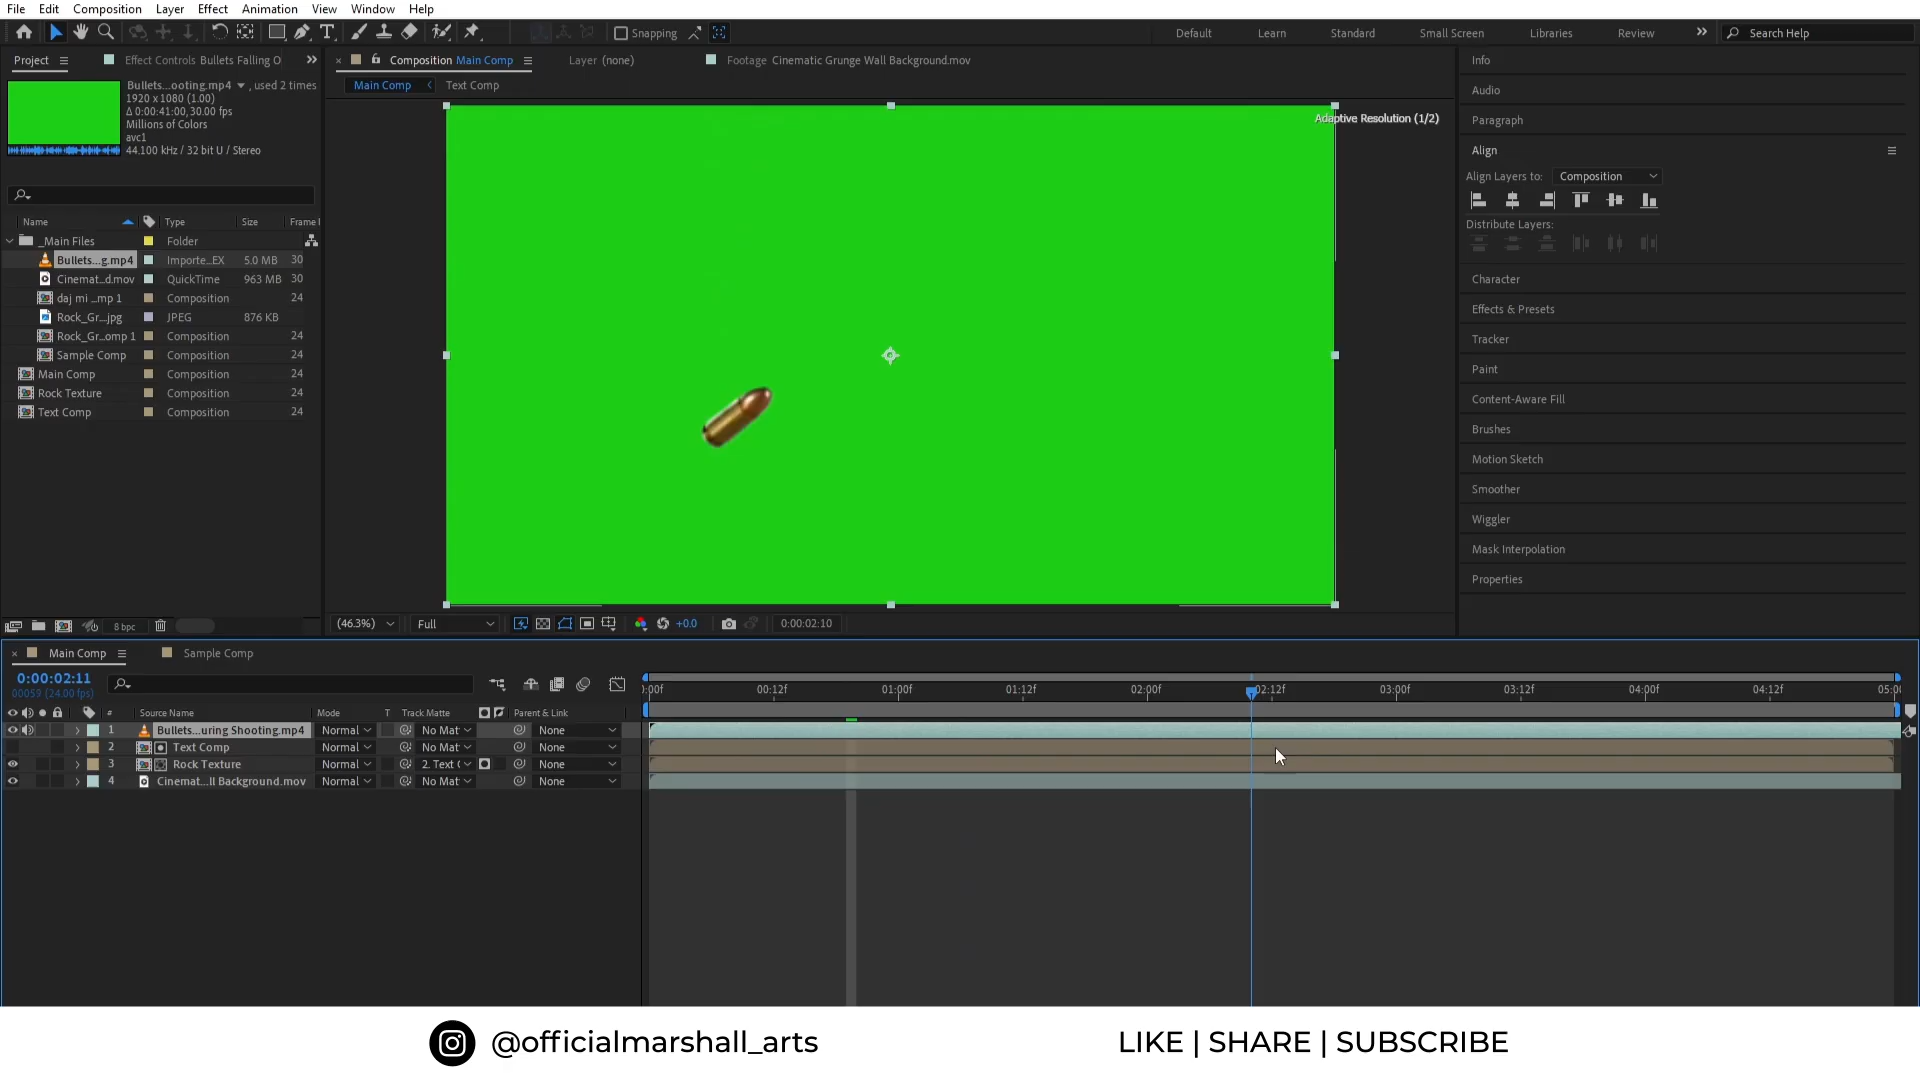 File Edit Composition Layer Effect Animation View Window Help
Snapping
Default Learn Standard Small Screen Libraries Review Search Help
Project
Effect Controls Bullets Falling O
Composition Main Comp
Layer (none)
Footage Cinematic Grunge Wall Background.mov
Main Comp
Text Comp
Bullets...ooting.mp4 , used 2 times
1920 x 1080 (1.00)
Δ 0:00:41:00, 30.00 fps
Millions of Colors
avc1
44.100 kHz / 32 bit U / Stereo
Adaptive Resolution (1/2)
Name Type Size Frame
_Main Files Folder
Bullets...g.mp4 Importe...EX 5.0 MB 30
Cinemat...d.mov QuickTime 963 MB 30
daj mi ...mp 1 Composition 24
Rock_Gr....jpg JPEG 876 KB
Rock_Gr...omp 1 Composition 24
Sample Comp Composition 24
Main Comp Composition 24
Rock Texture Composition 24
Text Comp Composition 24
8 bpc
(46.3%) Full +0.0 0:00:02:10
Info
Audio
Paragraph
Align
Align Layers to: Composition
Distribute Layers:
Character
Effects & Presets
Tracker
Paint
Content-Aware Fill
Brushes
Motion Sketch
Smoother
Wiggler
Mask Interpolation
Properties
Main Comp
Sample Comp
0:00:02:11
00059 (24.00 fps)
:00f 00:12f 01:00f 01:12f 02:00f 02:12f 03:00f 03:12f 04:00f 04:12f 05:00
# Source Name Mode T Track Matte Parent & Link
1 Bullets...uring Shooting.mp4 Normal No Mat None
2 Text Comp Normal No Mat None
3 Rock Texture Normal 2. Text C None
4 Cinemat...ll Background.mov Normal No Mat None
@officialmarshall_arts
LIKE | SHARE | SUBSCRIBE